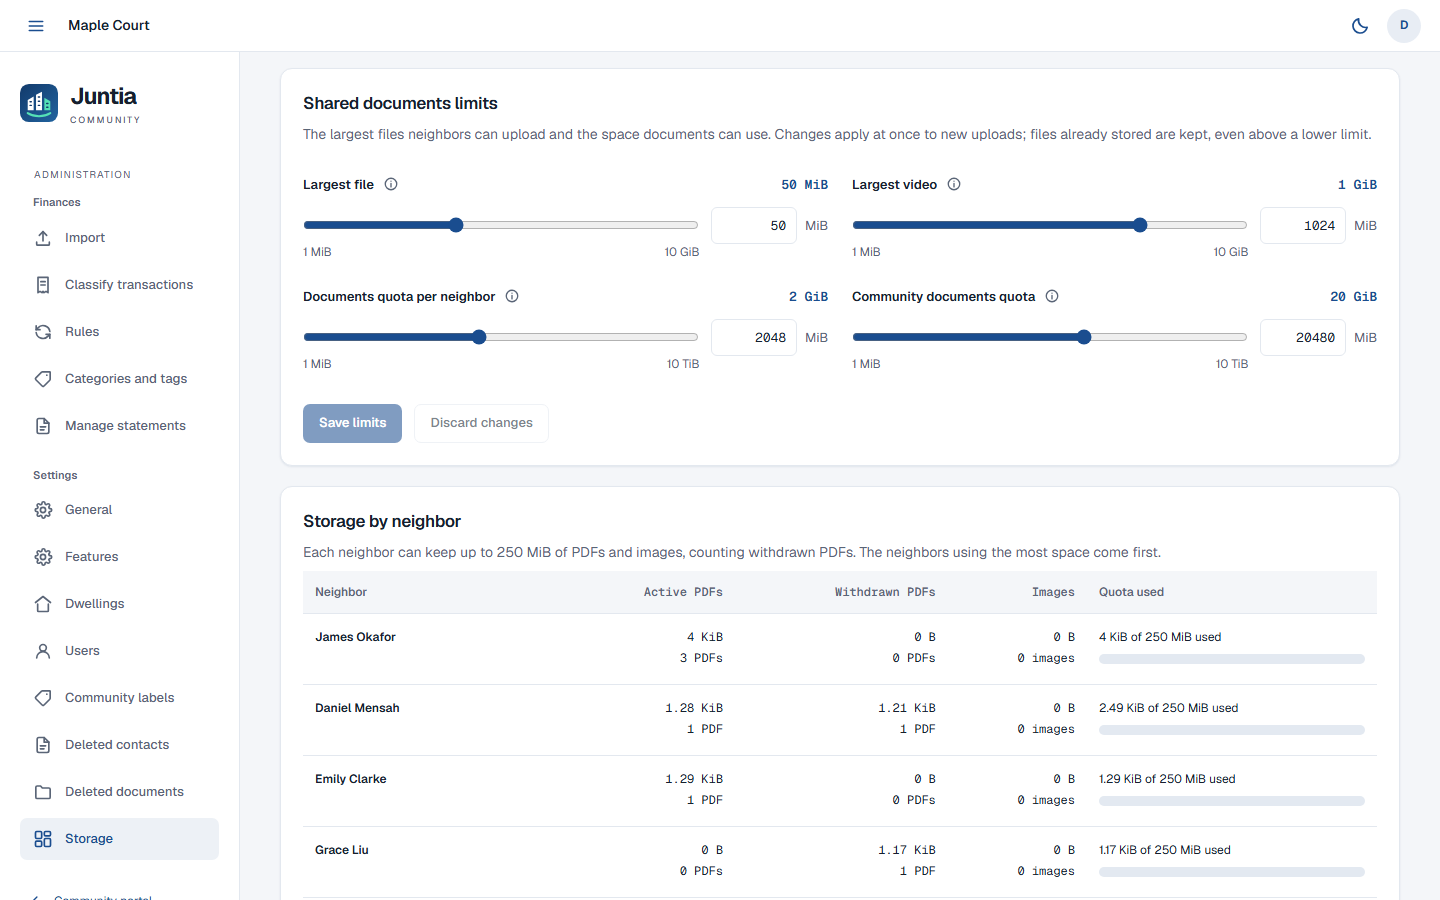 Maple Court
D
Juntia
COMMUNITY
ADMINISTRATION
Finances
Import
Classify transactions
Rules
Categories and tags
Manage statements
Settings
General
Features
Dwellings
Users
Community labels
Deleted contacts
Deleted documents
Storage
Community portal
Shared documents limits
The largest files neighbors can upload and the space documents can use. Changes apply at once to new uploads; files already stored are kept, even above a lower limit.
Largest file 50 MiB
50 MiB
1 MiB 10 GiB
Largest video 1 GiB
1024 MiB
1 MiB 10 GiB
Documents quota per neighbor 2 GiB
2048 MiB
1 MiB 10 TiB
Community documents quota 20 GiB
20480 MiB
1 MiB 10 TiB
Save limits Discard changes
Storage by neighbor
Each neighbor can keep up to 250 MiB of PDFs and images, counting withdrawn PDFs. The neighbors using the most space come first.
Neighbor Active PDFs Withdrawn PDFs Images Quota used
James Okafor 4 KiB 0 B 0 B 4 KiB of 250 MiB used
3 PDFs 0 PDFs 0 images
Daniel Mensah 1.28 KiB 1.21 KiB 0 B 2.49 KiB of 250 MiB used
1 PDF 1 PDF 0 images
Emily Clarke 1.29 KiB 0 B 0 B 1.29 KiB of 250 MiB used
1 PDF 0 PDFs 0 images
Grace Liu 0 B 1.17 KiB 0 B 1.17 KiB of 250 MiB used
0 PDFs 1 PDF 0 images